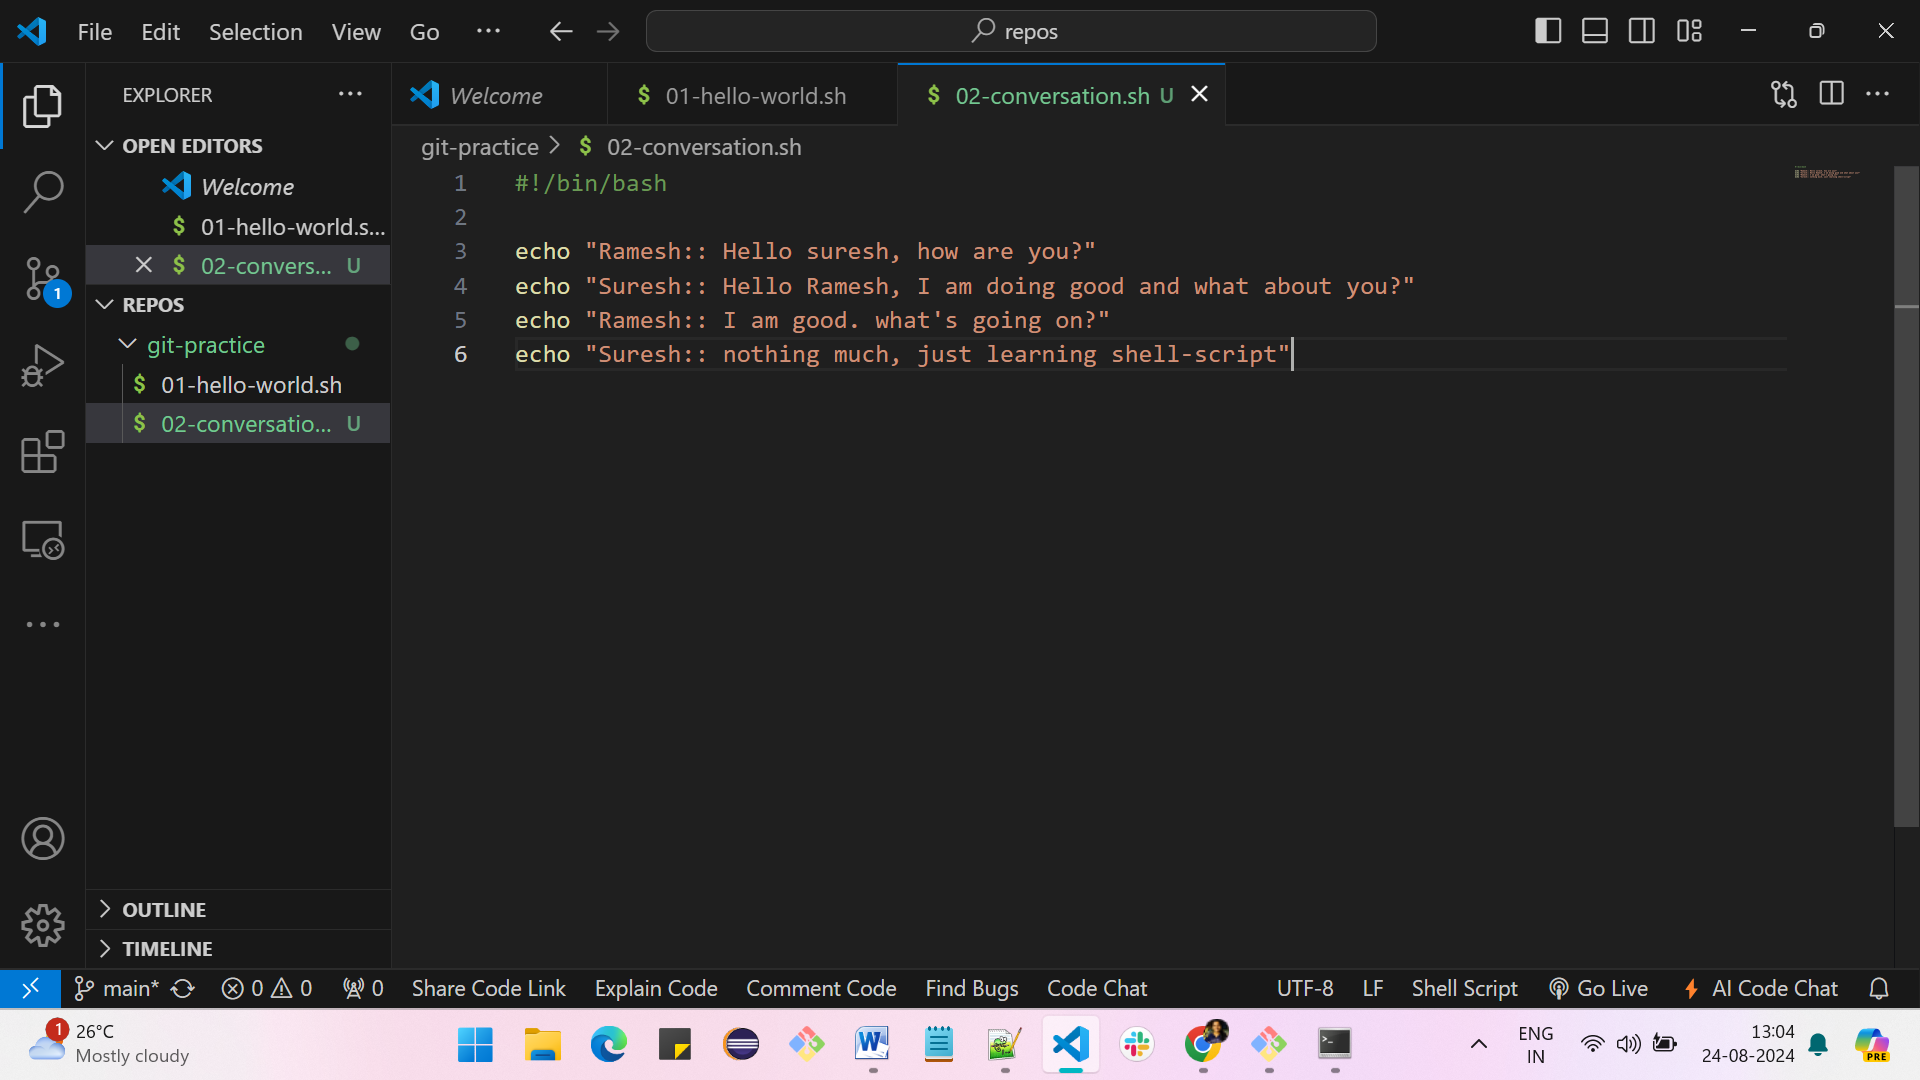 File Edit Selection View Go ··· repos
EXPLORER ···
OPEN EDITORS
Welcome
01-hello-world.s...
02-convers... U
REPOS
git-practice
01-hello-world.sh
02-conversatio... U
OUTLINE
TIMELINE
Welcome $ 01-hello-world.sh $ 02-conversation.sh U
git-practice > $ 02-conversation.sh
1 #!/bin/bash
2
3 echo "Ramesh:: Hello suresh, how are you?"
4 echo "Suresh:: Hello Ramesh, I am doing good and what about you?"
5 echo "Ramesh:: I am good. what's going on?"
6 echo "Suresh:: nothing much, just learning shell-script"
1
main* 0 0 0 Share Code Link Explain Code Comment Code Find Bugs Code Chat UTF-8 LF Shell Script Go Live AI Code Chat
1 26°C
Mostly cloudy
ENG
IN
13:04
24-08-2024
PRE